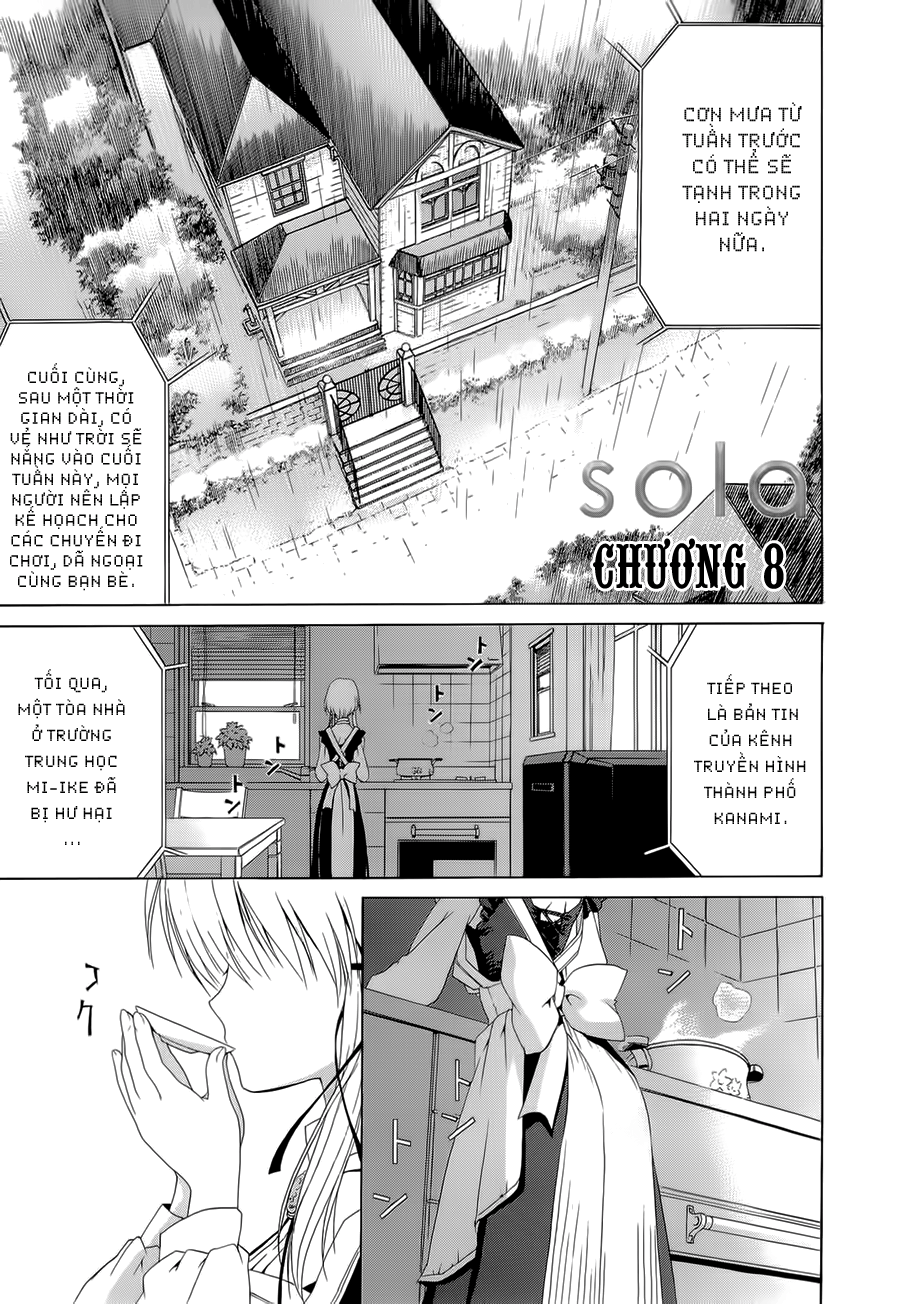 CƠN MƯA TỪ
TUẦN TRƯỚC
CÓ THỂ SẼ
TẠNH TRONG
HAI NGÀY
NỮA.
CUỐI CÙNG,
SAU MỘT THỜI
GIAN DÀI, CÓ
VẺ NHƯ TRỜI SẼ
NẮNG VÀO CUỐI
TUẦN NÀY, MỌI
NGƯỜI NÊN LẬP
KẾ HOẠCH CHO
CÁC CHUYẾN ĐI
CHƠI, DÃ NGOẠI
CÙNG BẠN BÈ.
sola
CHƯƠNG 8
TIẾP THEO
LÀ BẢN TIN
CỦA KÊNH
TRUYỀN HÌNH
THÀNH PHỐ
KANAMI.
トン
トン
トン
TỐI QUA,
MỘT TÒA NHÀ
Ở TRƯỜNG
TRUNG HỌC
MI-IKE ĐÃ
BỊ HƯ HẠI
...
トン
トン
コク